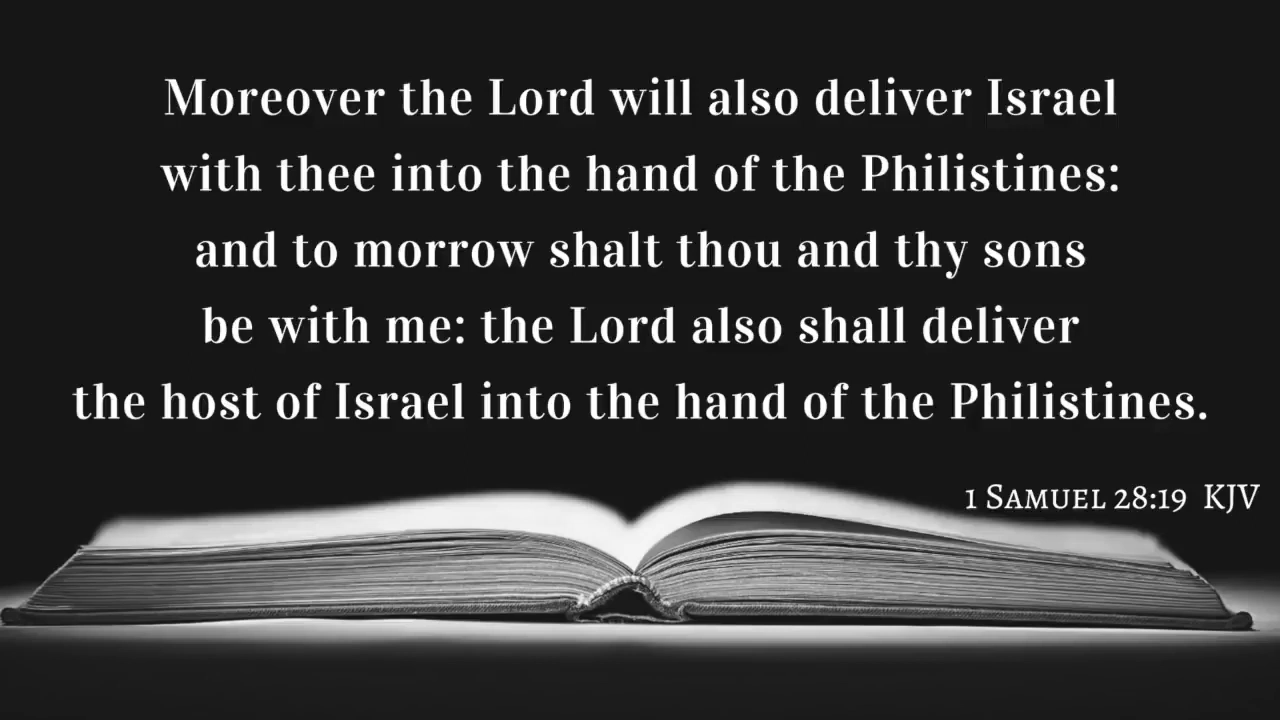 Moreover the Lord will also deliver Israel
with thee into the hand of the Philistines:
and to morrow shalt thou and thy sons
be with me: the Lord also shall deliver
the host of Israel into the hand of the Philistines.
1 Samuel 28:19 KJV